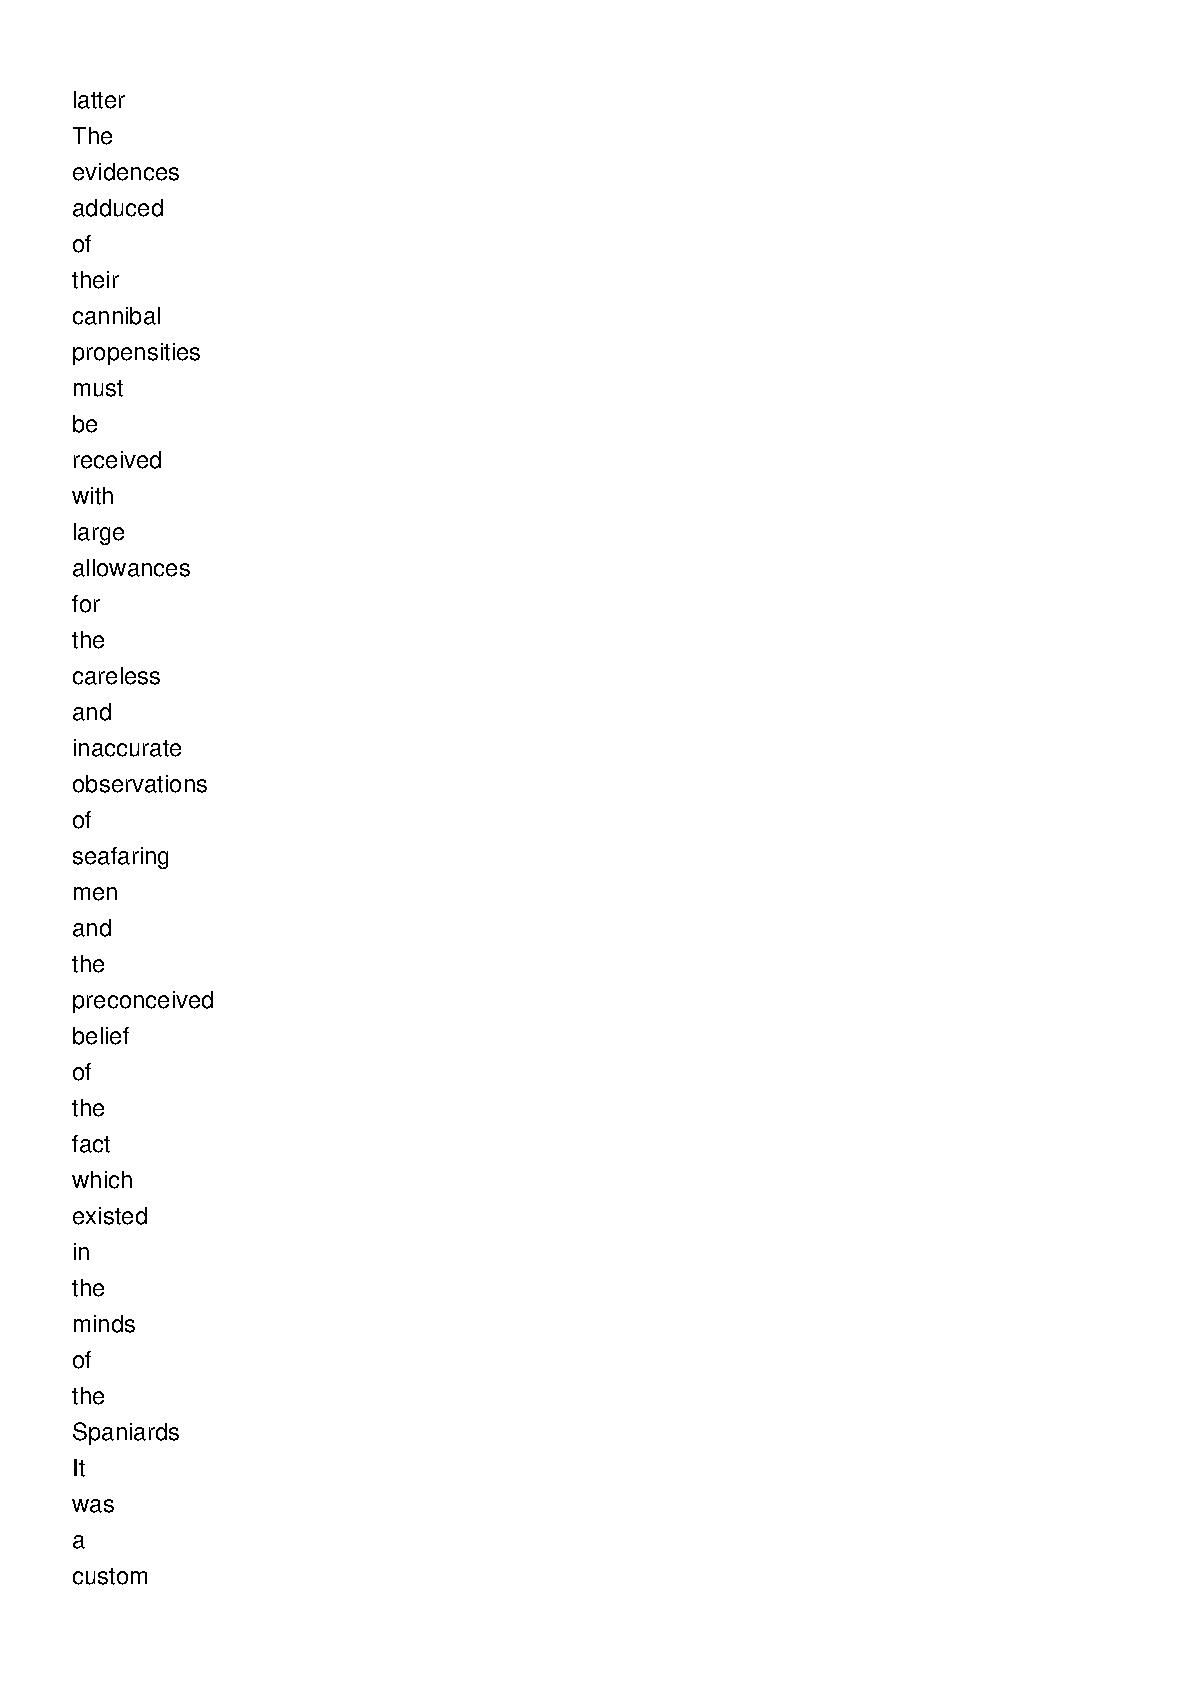 latter
The
evidences
adduced
of
their
cannibal
propensities
must
be
received
with
large
allowances
for
the
careless
and
inaccurate
observations
of
seafaring
men
and
the
preconceived
belief
of
the
fact
which
existed
in
the
minds
of
the
Spaniards
It
was
a
custom